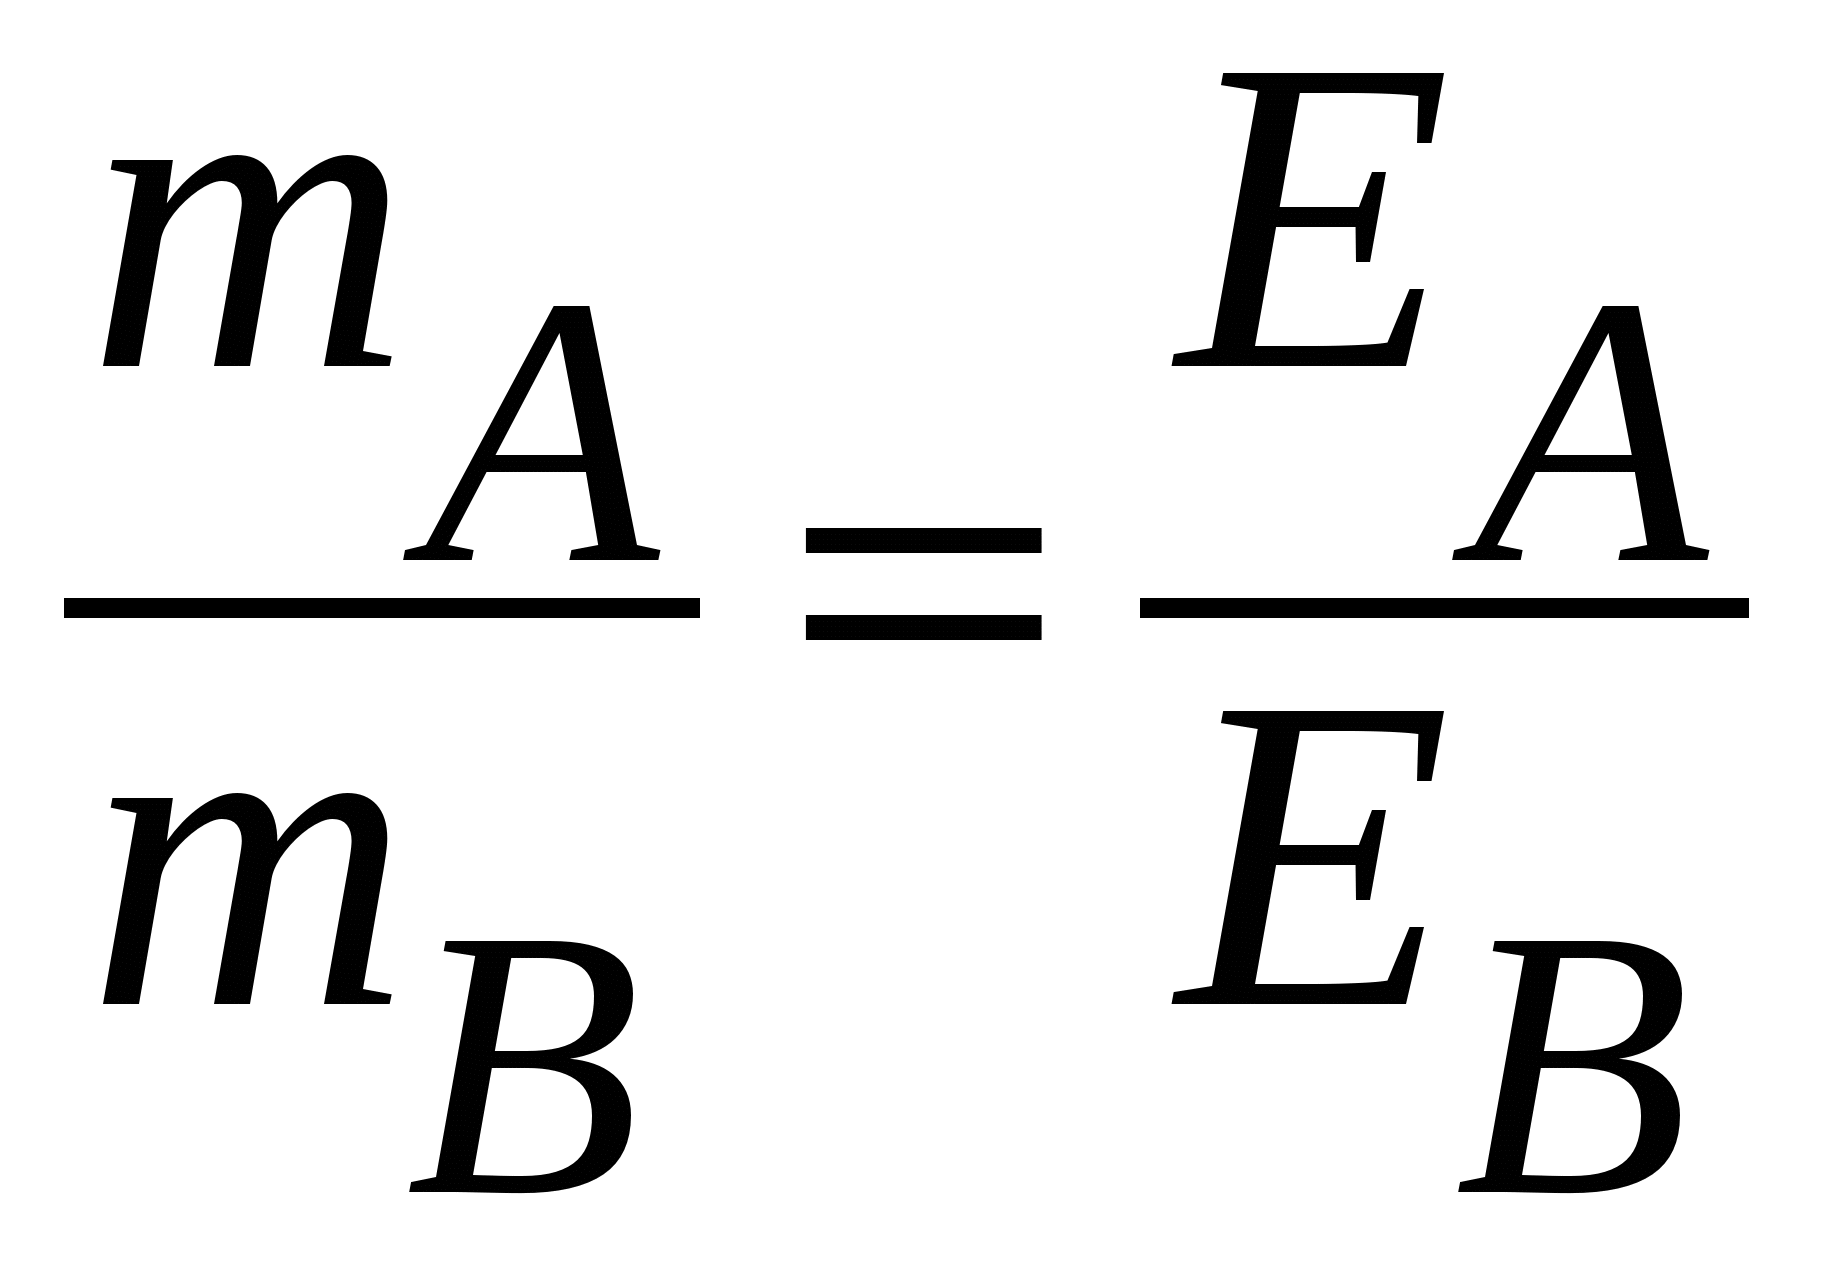 m_A / m_B = E_A / E_B